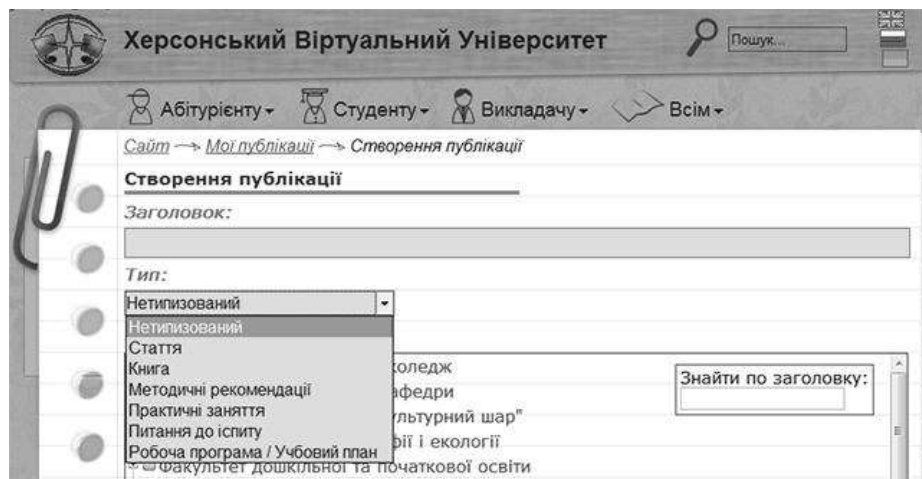 Херсонський Віртуальний Університет
Пошук...
Абітурієнту Студенту Викладачу Всім
Сайт → Мої публікації → Створення публікації
Створення публікації
Заголовок:
Тип:
Нетипизований
Нетипизований
Стаття
Книга
Методичні рекомендації
Практичні заняття
Питання до іспиту
Робоча програма / Учбовий план
коледж
афедри
льтурний шар"
фії і екології
Факультет дошкільної та початкової освіти
Знайти по заголовку: